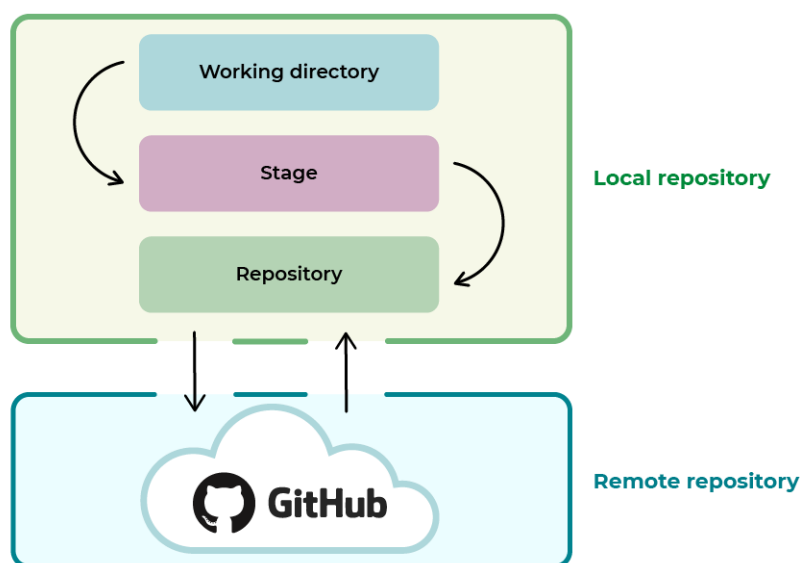 Working directory
Stage
Local repository
Repository
GitHub
Remote repository